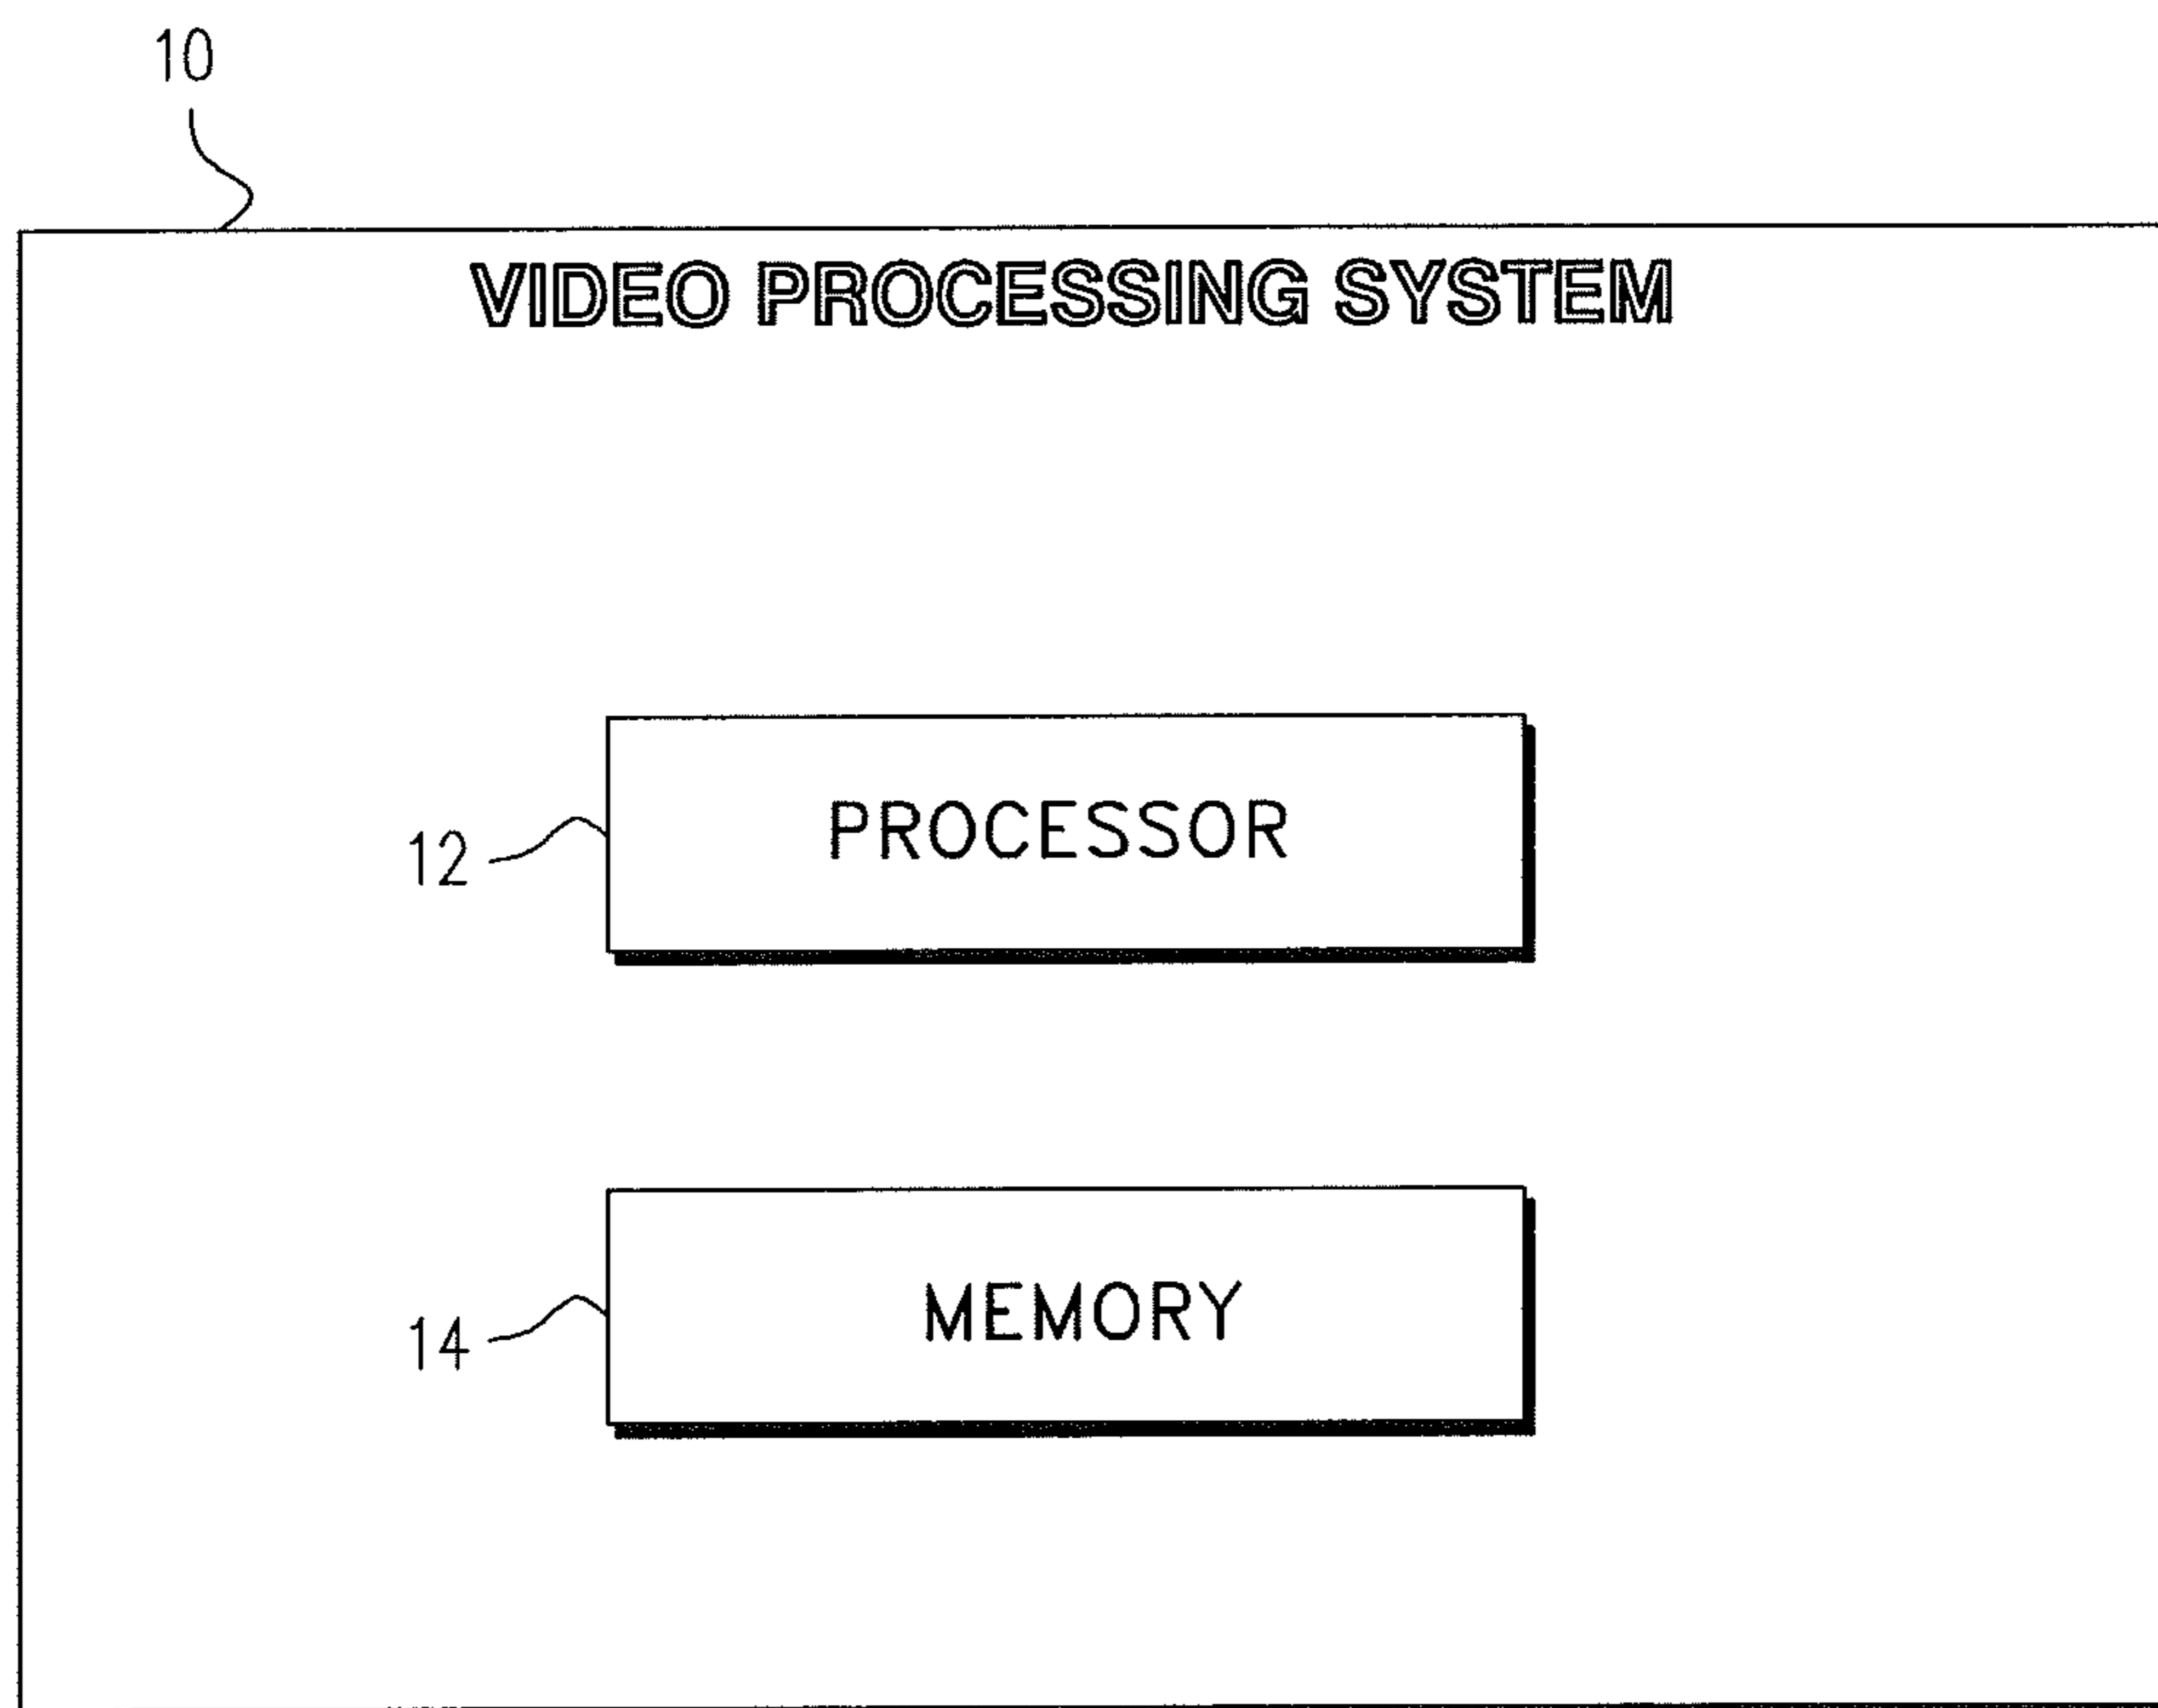 10
VIDEO PROCESSING SYSTEM
PROCESSOR
12
MEMORY
14